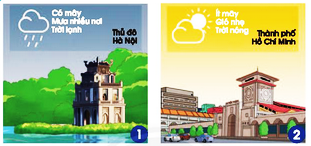 Có mây
Mưa nhiều nơi
Trời lạnh
Thủ đô
Hà Nội
1
Ít mây
Gió nhẹ
Trời nóng
Thành phố
Hồ Chí Minh
2